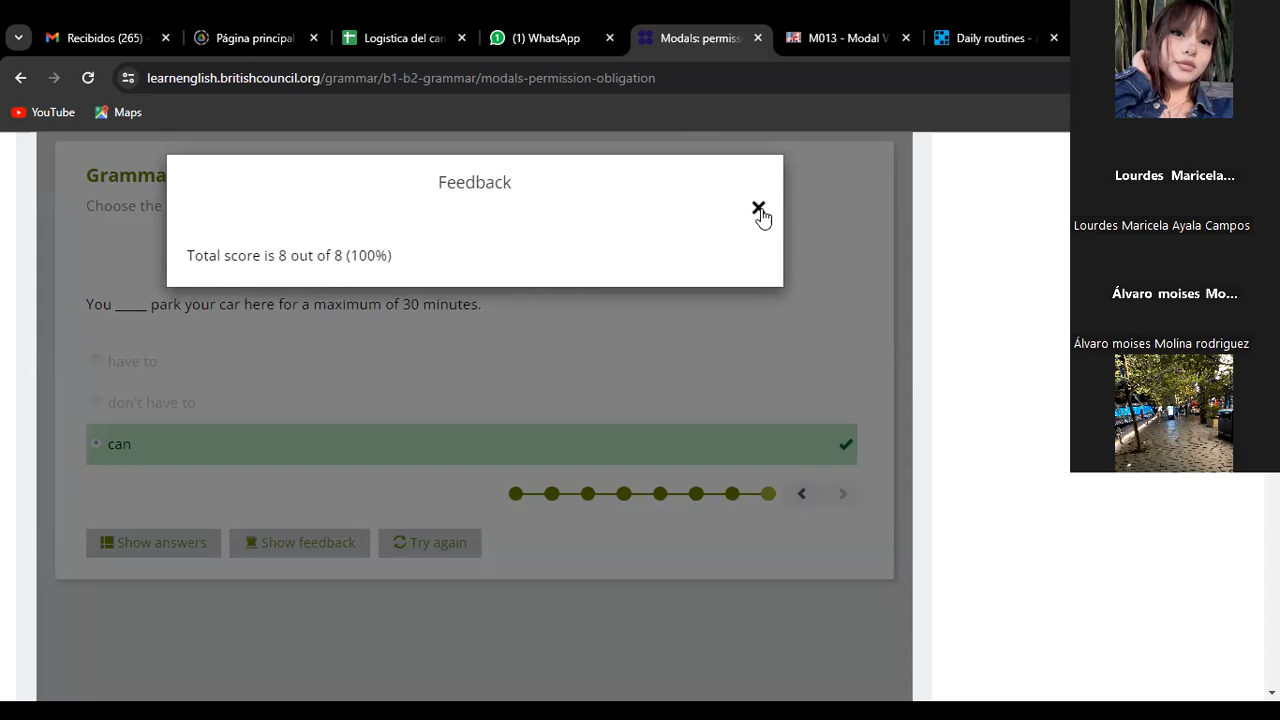 Recibidos (265)
Página principal
Logistica del car
(1) WhatsApp
Modals: permiss
M013 - Modal V
Daily routines -
learnenglish.britishcouncil.org/grammar/b1-b2-grammar/modals-permission-obligation
YouTube
Maps
Feedback
Total score is 8 out of 8 (100%)
Gramma
Choose the
You _____ park your car here for a maximum of 30 minutes.
have to
don't have to
can
Show answers
Show feedback
Try again
Lourdes Maricela...
Lourdes Maricela Ayala Campos
Álvaro moises Mo...
Álvaro moises Molina rodriguez